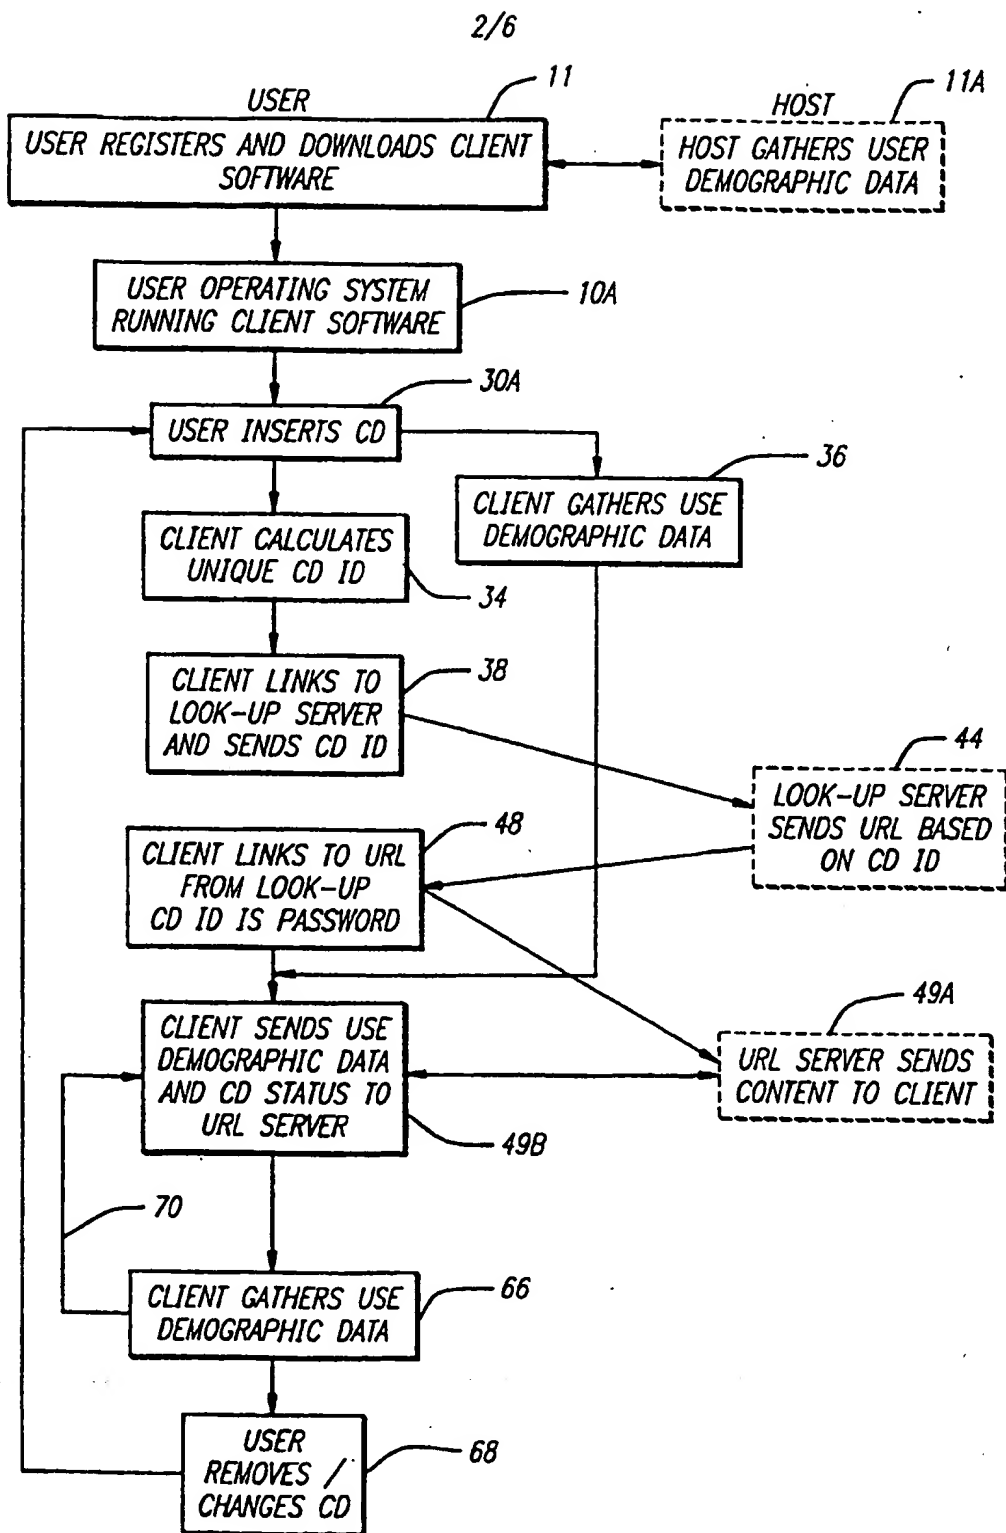 2/6
USER
11
USER REGISTERS AND DOWNLOADS CLIENT
SOFTWARE
HOST
11A
HOST GATHERS USER
DEMOGRAPHIC DATA
USER OPERATING SYSTEM
RUNNING CLIENT SOFTWARE
10A
30A
USER INSERTS CD
36
CLIENT GATHERS USE
DEMOGRAPHIC DATA
CLIENT CALCULATES
UNIQUE CD ID
34
38
CLIENT LINKS TO
LOOK-UP SERVER
AND SENDS CD ID
44
LOOK-UP SERVER
SENDS URL BASED
ON CD ID
48
CLIENT LINKS TO URL
FROM LOOK-UP
CD ID IS PASSWORD
49A
URL SERVER SENDS
CONTENT TO CLIENT
CLIENT SENDS USE
DEMOGRAPHIC DATA
AND CD STATUS TO
URL SERVER
49B
70
CLIENT GATHERS USE
DEMOGRAPHIC DATA
66
USER
REMOVES /
CHANGES CD
68